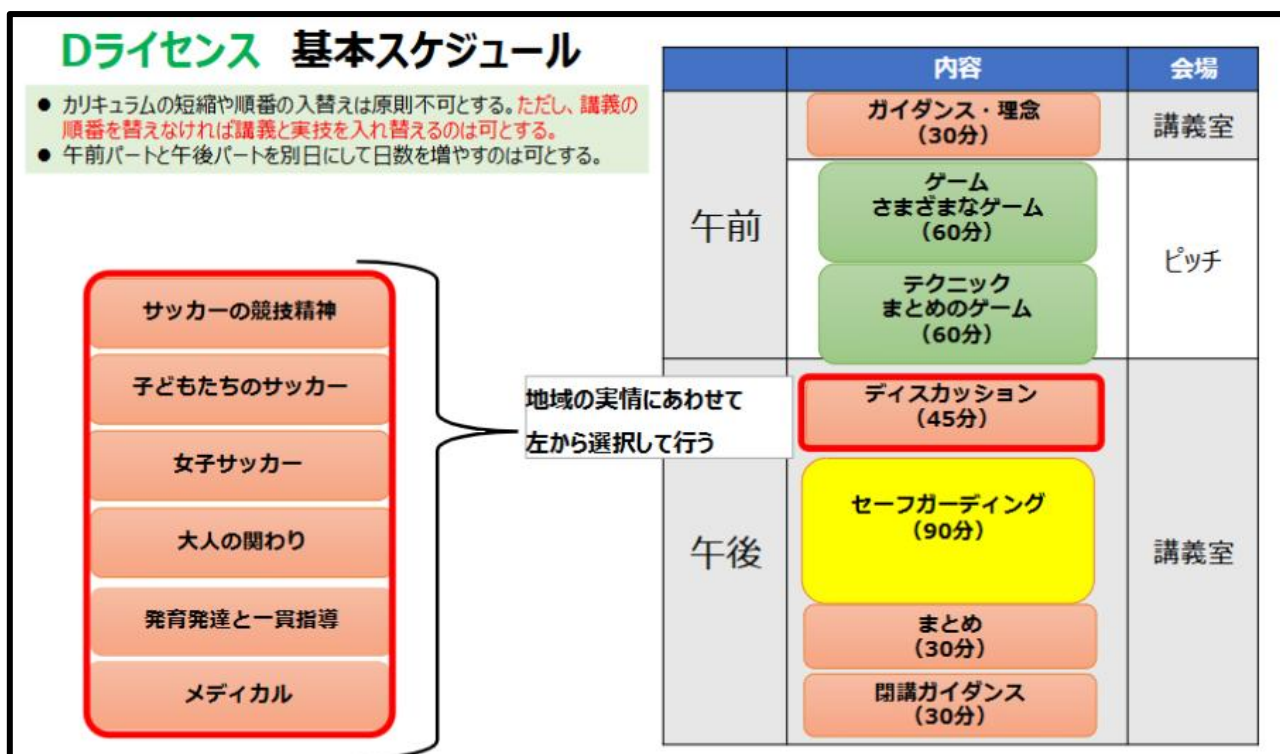 Dライセンス 基本スケジュール
● カリキュラムの短縮や順番の入替えは原則不可とする。ただし、講義の
順番を替えなければ講義と実技を入れ替えるのは可とする。
● 午前パートと午後パートを別日にして日数を増やすのは可とする。
サッカーの競技精神
子どもたちのサッカー
女子サッカー
大人の関わり
発育発達と一貫指導
メディカル
地域の実情にあわせて
左から選択して行う
内容 会場
午前
ガイダンス・理念
(30分)
講義室
ゲーム
さまざまなゲーム
(60分)
テクニック
まとめのゲーム
(60分)
ピッチ
午後
ディスカッション
(45分)
セーフガーディング
(90分)
まとめ
(30分)
閉講ガイダンス
(30分)
講義室